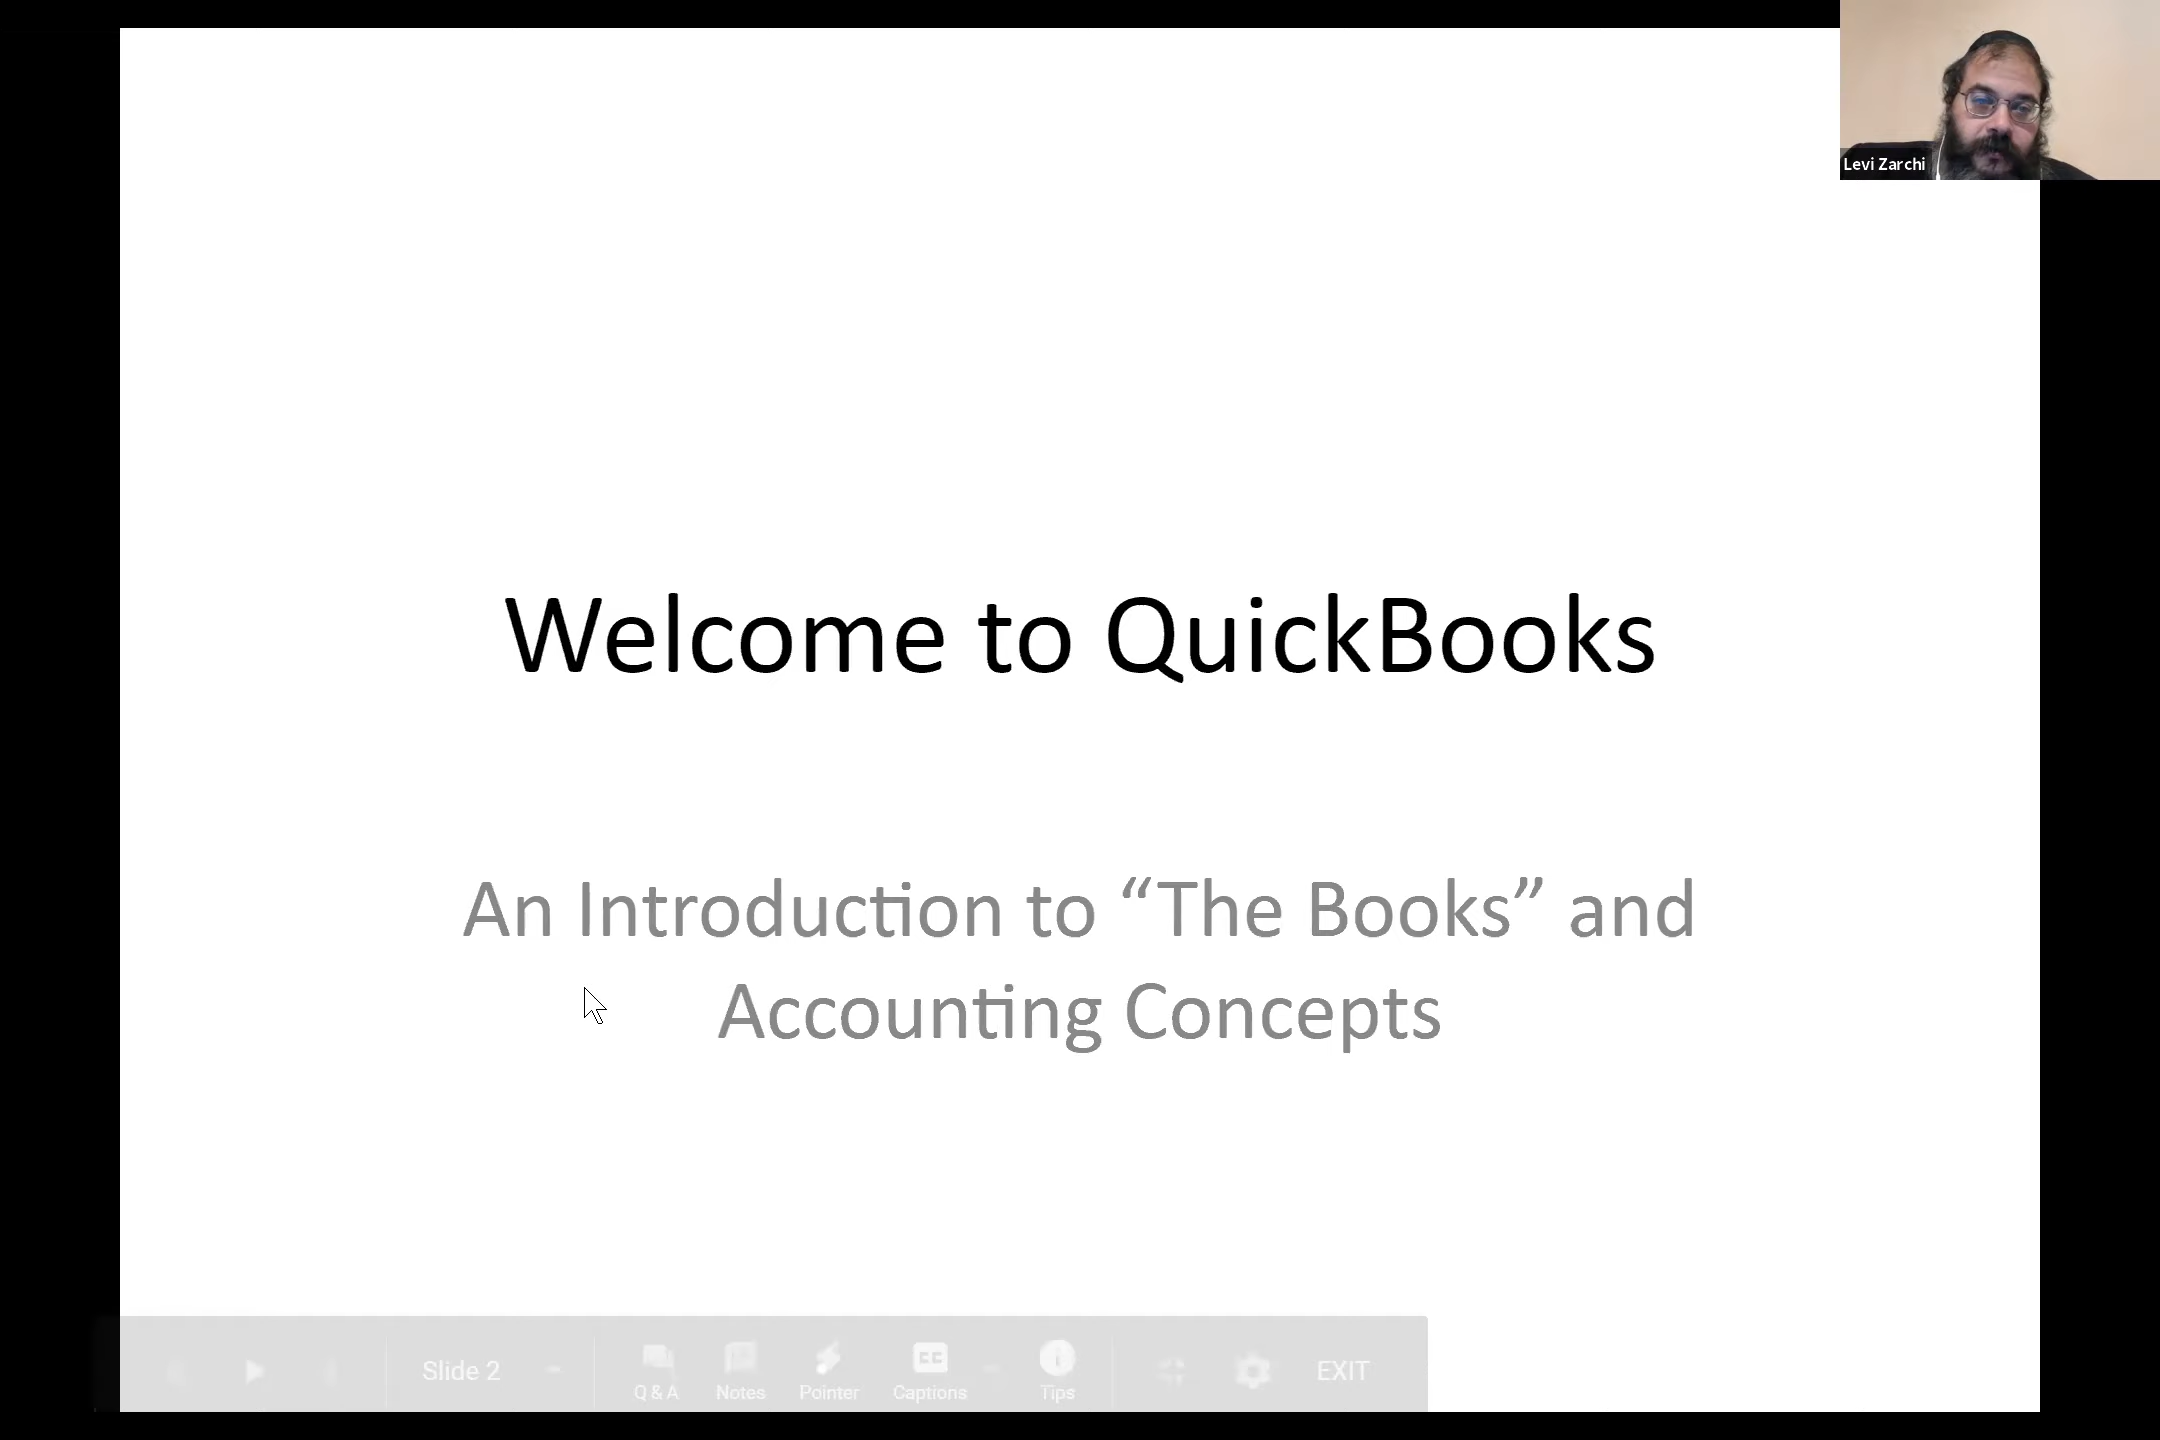 Levi Zarchi
Welcome to QuickBooks
An Introduction to “The Books” and
Accounting Concepts
Slide 2
Q & A
Notes
Pointer
CC
Captions
Tips
EXIT